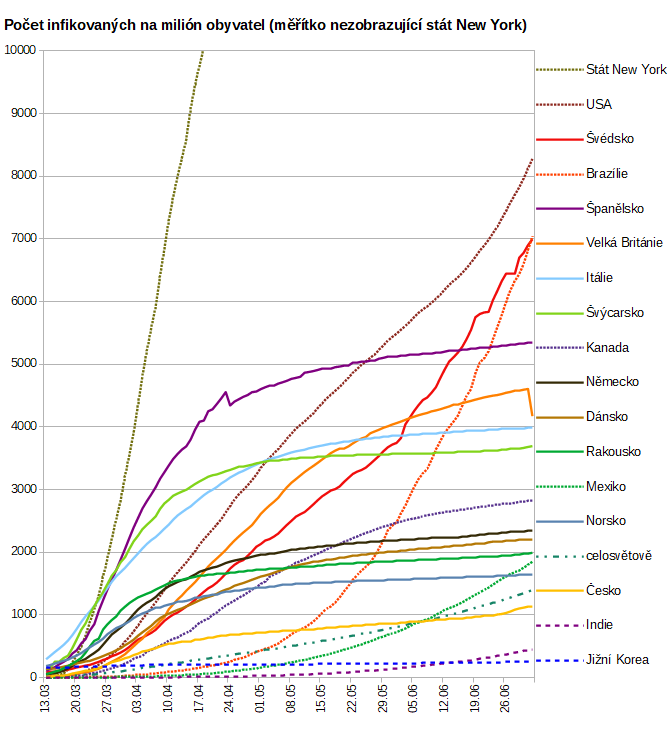 Počet infikovaných na milión obyvatel (měřítko nezobrazující stát New York)
10000
9000
8000
7000
6000
5000
4000
3000
2000
1000
0
13.03
20.03
27.03
03.04
10.04
17.04
24.04
01.05
08.05
15.05
22.05
29.05
05.06
12.06
19.06
26.06
Stát New York
USA
Švédsko
Brazílie
Španělsko
Velká Británie
Itálie
Švýcarsko
Kanada
Německo
Dánsko
Rakousko
Mexiko
Norsko
celosvětově
Česko
Indie
Jižní Korea